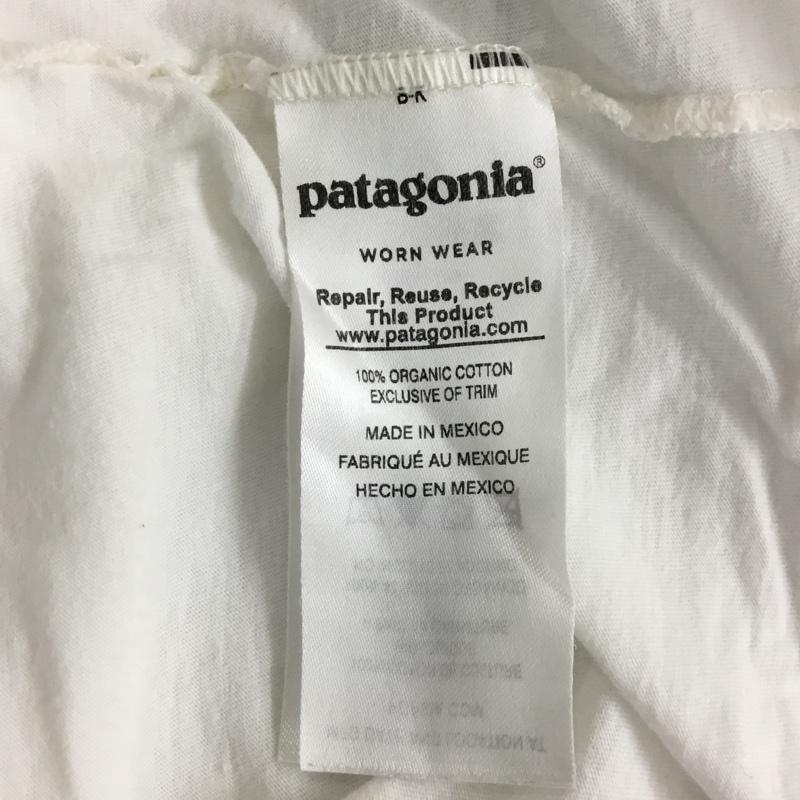 patagonia®
WORN WEAR
Repair, Reuse, Recycle
This Product
www.patagonia.com
100% ORGANIC COTTON
EXCLUSIVE OF TRIM
MADE IN MEXICO
FABRIQUÉ AU MEXIQUE
HECHO EN MEXICO